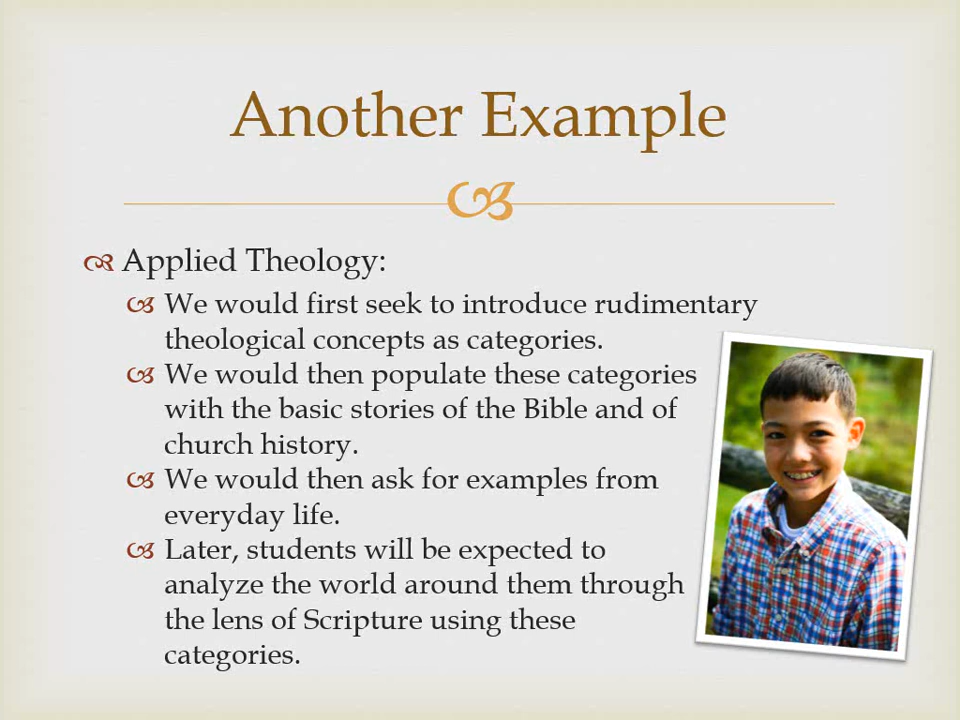 Another Example
Applied Theology:
We would first seek to introduce rudimentary
theological concepts as categories.
We would then populate these categories
with the basic stories of the Bible and of
church history.
We would then ask for examples from
everyday life.
Later, students will be expected to
analyze the world around them through
the lens of Scripture using these
categories.